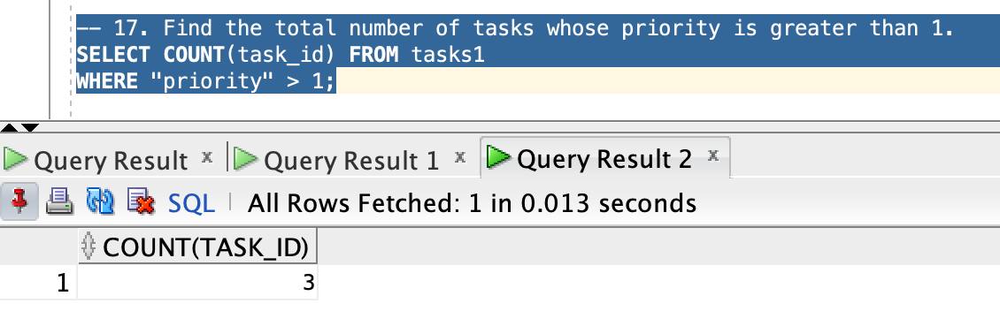 -- 17. Find the total number of tasks whose priority is greater than 1.
SELECT COUNT(task_id) FROM tasks1
WHERE "priority" > 1;
Query Result x Query Result 1 x Query Result 2 x
SQL All Rows Fetched: 1 in 0.013 seconds
COUNT(TASK_ID)
1 3